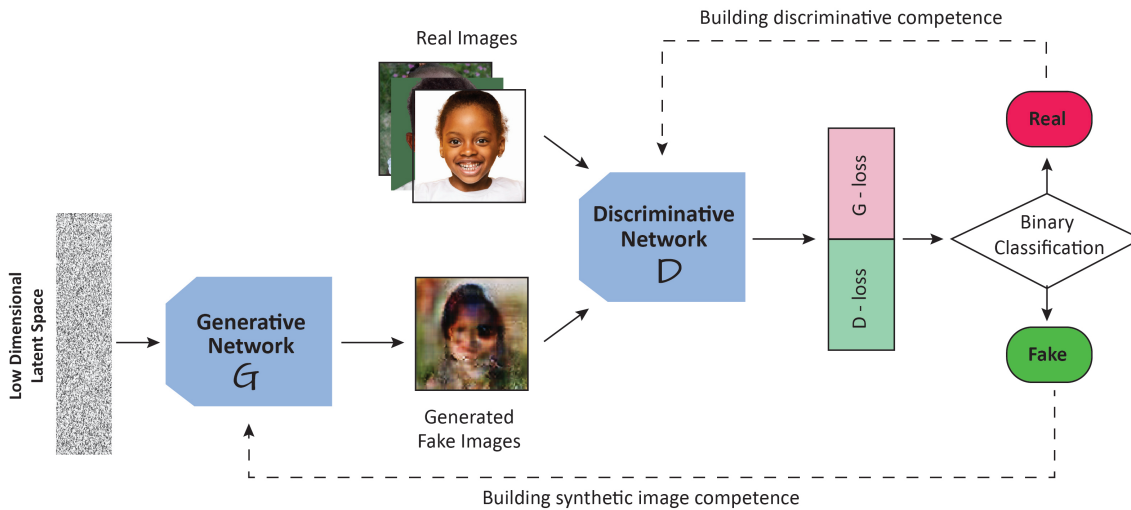 Building discriminative competence
Real Images
Real
Discriminative
Network
D
G - loss
D - loss
Binary
Classification
Low Dimensional
Latent Space
Generative
Network
G
Fake
Generated
Fake Images
Building synthetic image competence